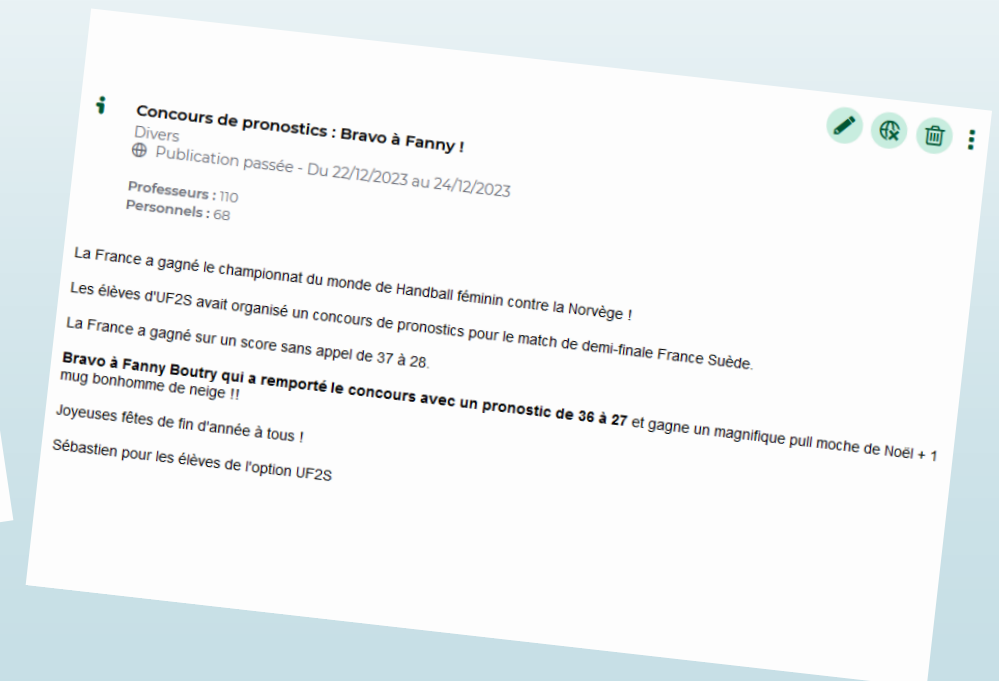 Concours de pronostics : Bravo à Fanny !
Divers
Publication passée - Du 22/12/2023 au 24/12/2023
Professeurs : 110
Personnels : 68
La France a gagné le championnat du monde de Handball féminin contre la Norvège !
Les élèves d'UF2S avait organisé un concours de pronostics pour le match de demi-finale France Suède.
La France a gagné sur un score sans appel de 37 à 28.
Bravo à Fanny Boutry qui a remporté le concours avec un pronostic de 36 à 27 et gagne un magnifique pull moche de Noël + 1
mug bonhomme de neige !!
Joyeuses fêtes de fin d'année à tous !
Sébastien pour les élèves de l'option UF2S